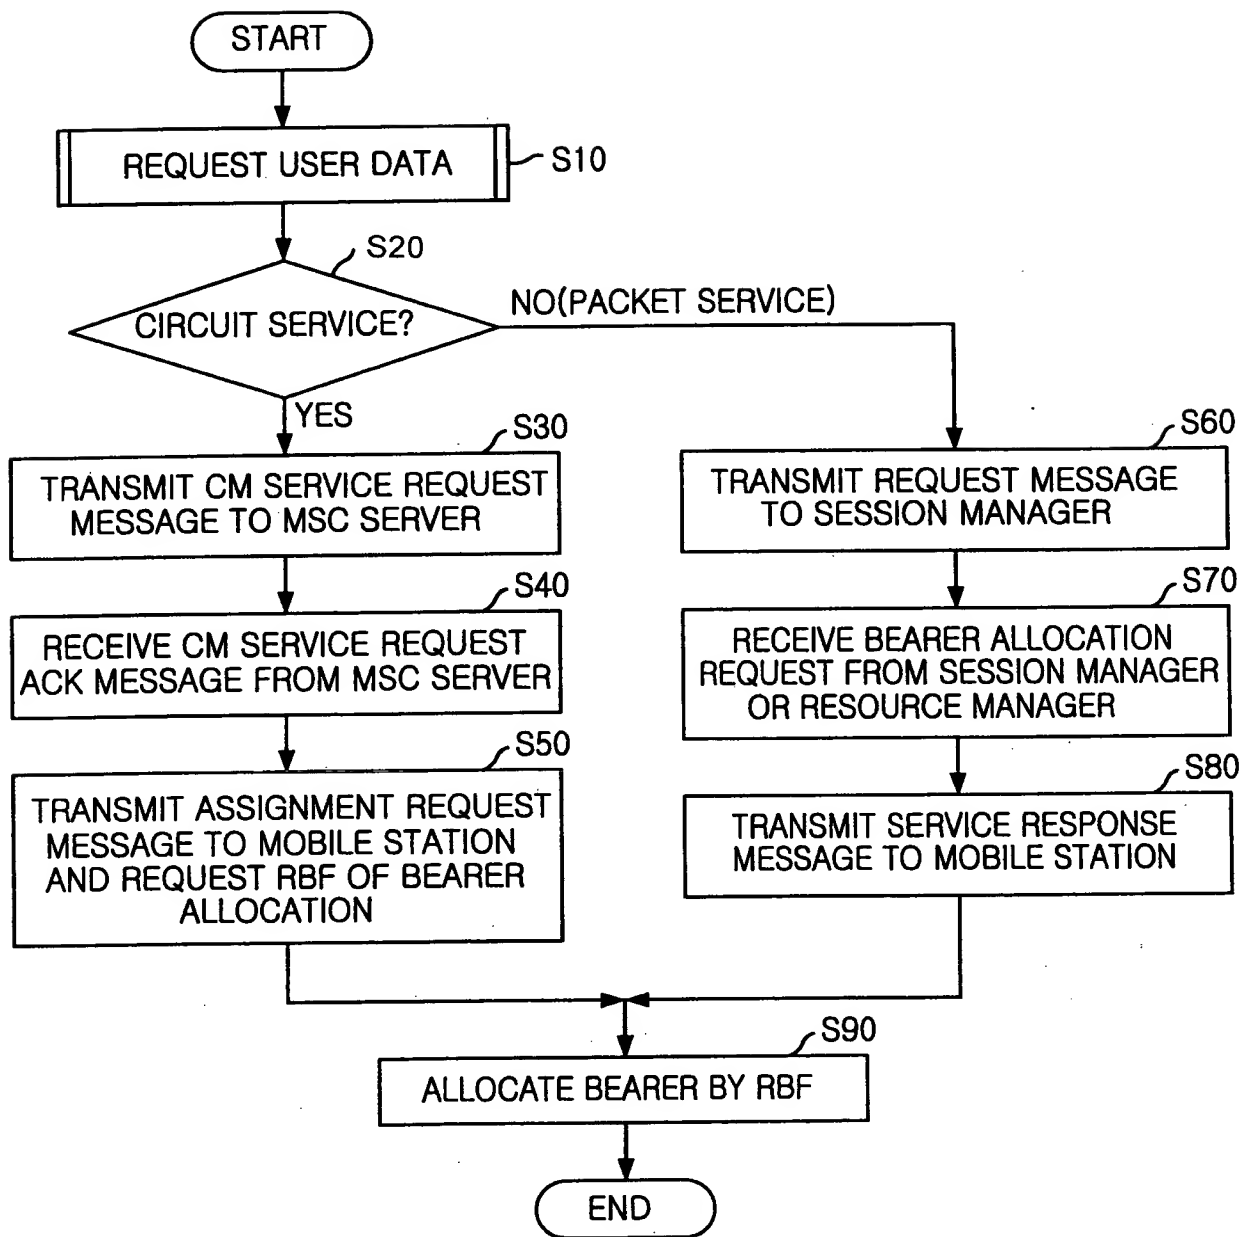 START
REQUEST USER DATA
S10
S20
CIRCUIT SERVICE?
NO(PACKET SERVICE)
YES
S30
TRANSMIT CM SERVICE REQUEST
MESSAGE TO MSC SERVER
S40
RECEIVE CM SERVICE REQUEST
ACK MESSAGE FROM MSC SERVER
S50
TRANSMIT ASSIGNMENT REQUEST
MESSAGE TO MOBILE STATION
AND REQUEST RBF OF BEARER
ALLOCATION
S60
TRANSMIT REQUEST MESSAGE
TO SESSION MANAGER
S70
RECEIVE BEARER ALLOCATION
REQUEST FROM SESSION MANAGER
OR RESOURCE MANAGER
S80
TRANSMIT SERVICE RESPONSE
MESSAGE TO MOBILE STATION
S90
ALLOCATE BEARER BY RBF
END